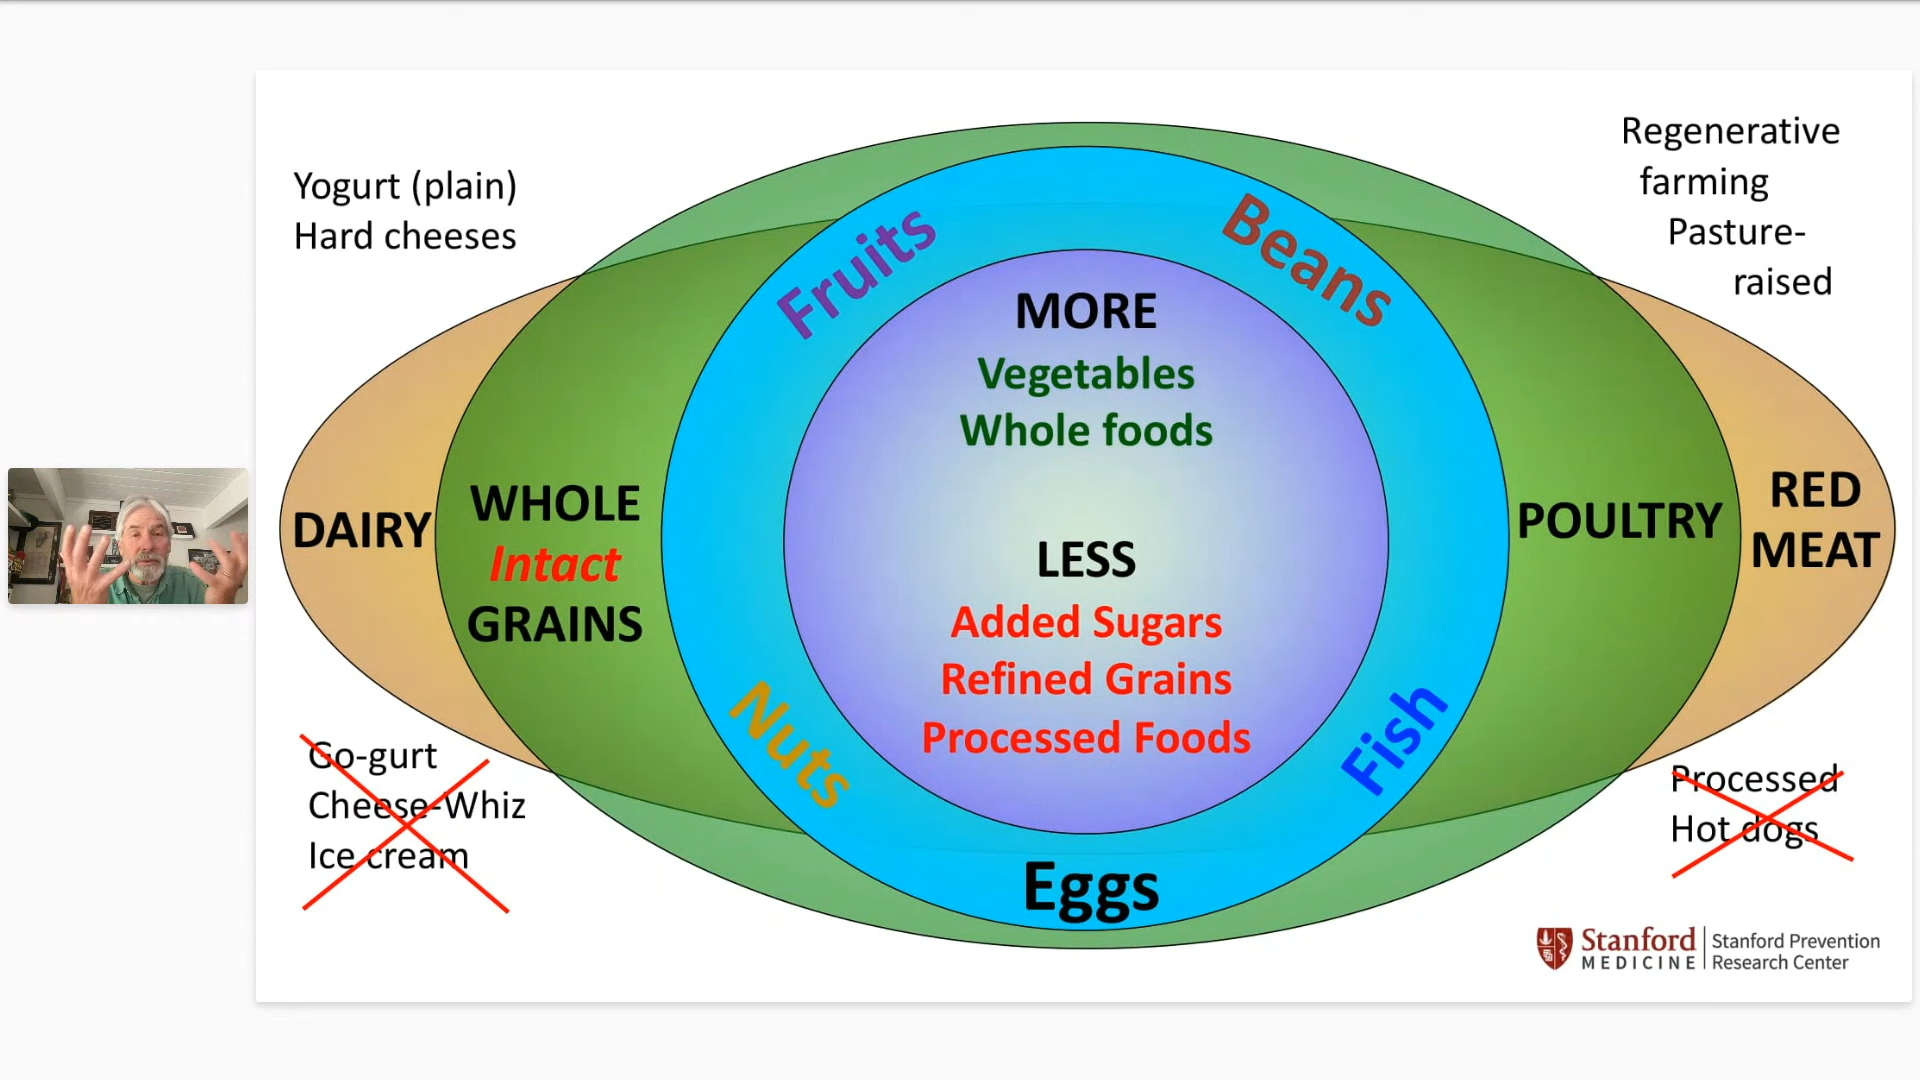 Yogurt (plain)
Hard cheeses
Regenerative
farming
Pasture-
raised
Fruits
Beans
MORE
Vegetables
Whole foods
DAIRY
WHOLE
Intact
GRAINS
LESS
Added Sugars
Refined Grains
Processed Foods
POULTRY
RED
MEAT
Nuts
Fish
Eggs
Go-gurt
Cheese-Whiz
Ice cream
Processed
Hot dogs
Stanford
MEDICINE
Stanford Prevention
Research Center